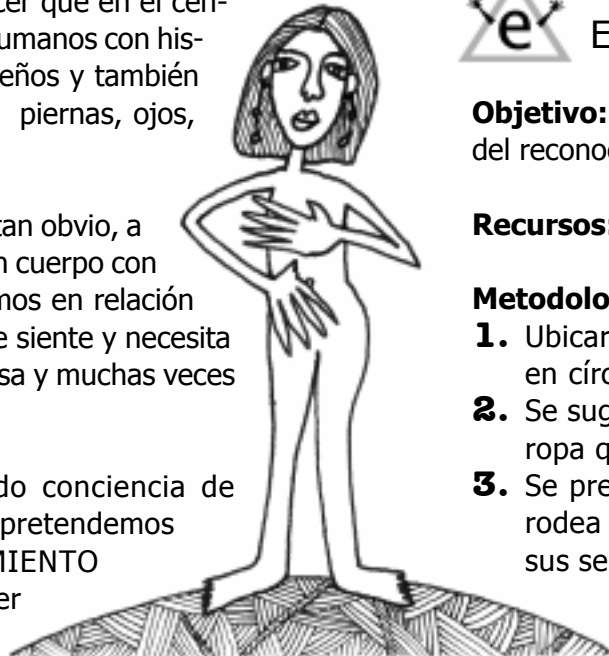 cer que en el cen-
umanos con his-
eños y también
piernas, ojos,
tan obvio, a
n cuerpo con
mos en relación
e siente y necesita
sa y muchas veces
do conciencia de
pretendemos
MIENTO
er
e
E
Objetivo:
del reconoc
Recursos:
Metodolo
1. Ubicar
en círc
2. Se sug
ropa q
3. Se pre
rodea
sus se